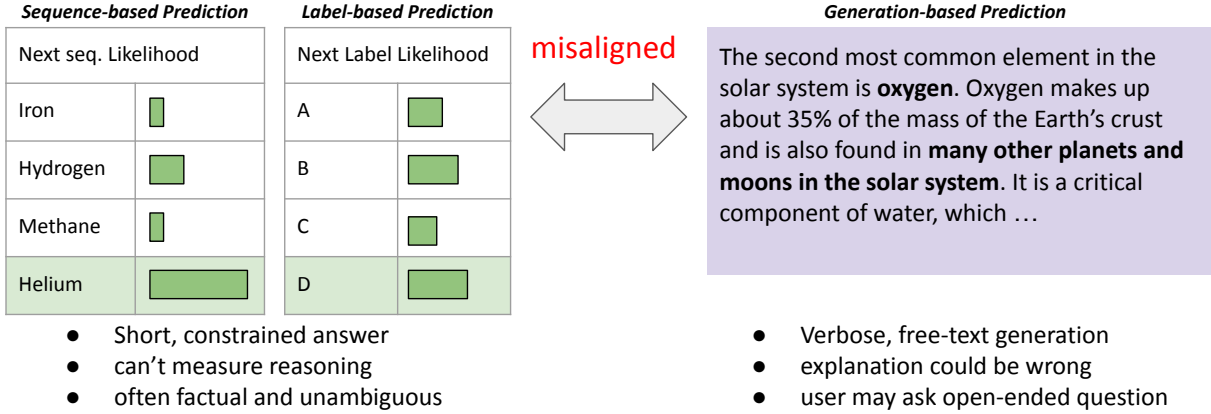 Sequence-based Prediction
Label-based Prediction
Generation-based Prediction
Next seq. Likelihood
Iron
Hydrogen
Methane
Helium
Next Label Likelihood
A
B
C
D
misaligned
The second most common element in the
solar system is oxygen. Oxygen makes up
about 35% of the mass of the Earth's crust
and is also found in many other planets and
moons in the solar system. It is a critical
component of water, which …
● Short, constrained answer
● can't measure reasoning
● often factual and unambiguous
● Verbose, free-text generation
● explanation could be wrong
● user may ask open-ended question